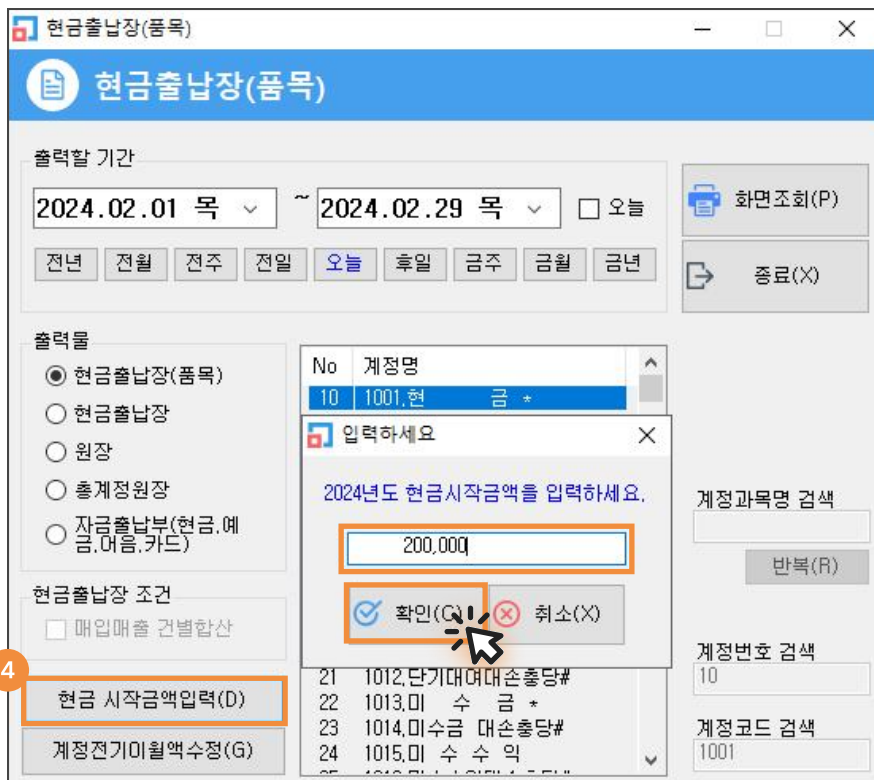 현금출납장(품목)
현금출납장(품목)
출력할 기간
2024.02.01 목 ~ 2024.02.29 목 오늘
전년 전월 전주 전일 오늘 후일 금주 금월 금년
화면조회(P)
종료(X)
출력물
현금출납장(품목)
현금출납장
원장
총계정원장
자금출납부(현금,예
금,어음,카드)
현금출납장 조건
매입매출 건별합산
4
현금 시작금액입력(D)
계정전기이월액수정(G)
No 계정명
10 1001.현 금 *
입력하세요
2024년도 현금시작금액을 입력하세요.
200,000
확인(C) 취소(X)
21 1012.단기대여대손충당#
22 1013.미 수 금 *
23 1014.미수금 대손충당#
24 1015.미 수 수 익
계정과목명 검색
반복(R)
계정번호 검색
10
계정코드 검색
1001